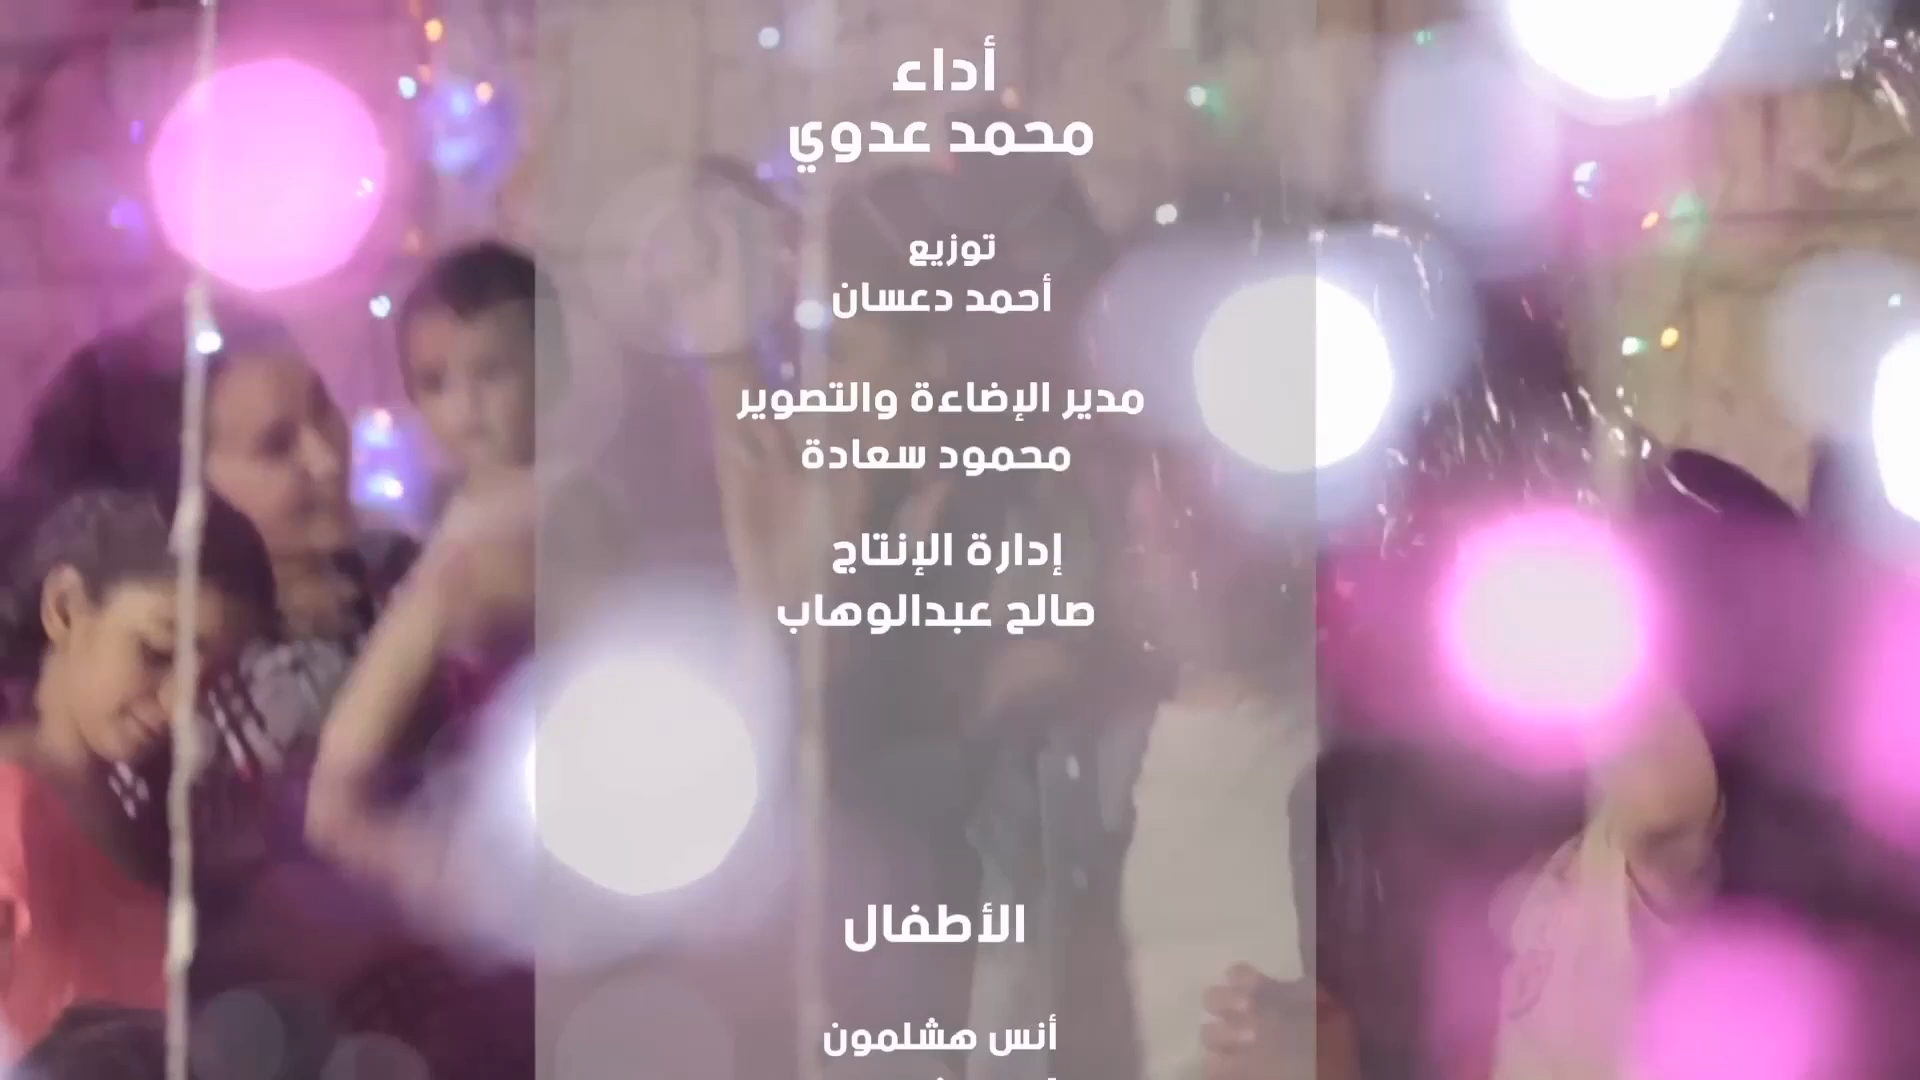 أداء
محمد عدوي
توزيع
أحمد دعسان
مدير الإضاءة والتصوير
محمود سعادة
إدارة الإنتاج
صالح عبدالوهاب
الأطفال
أنس هشلمون